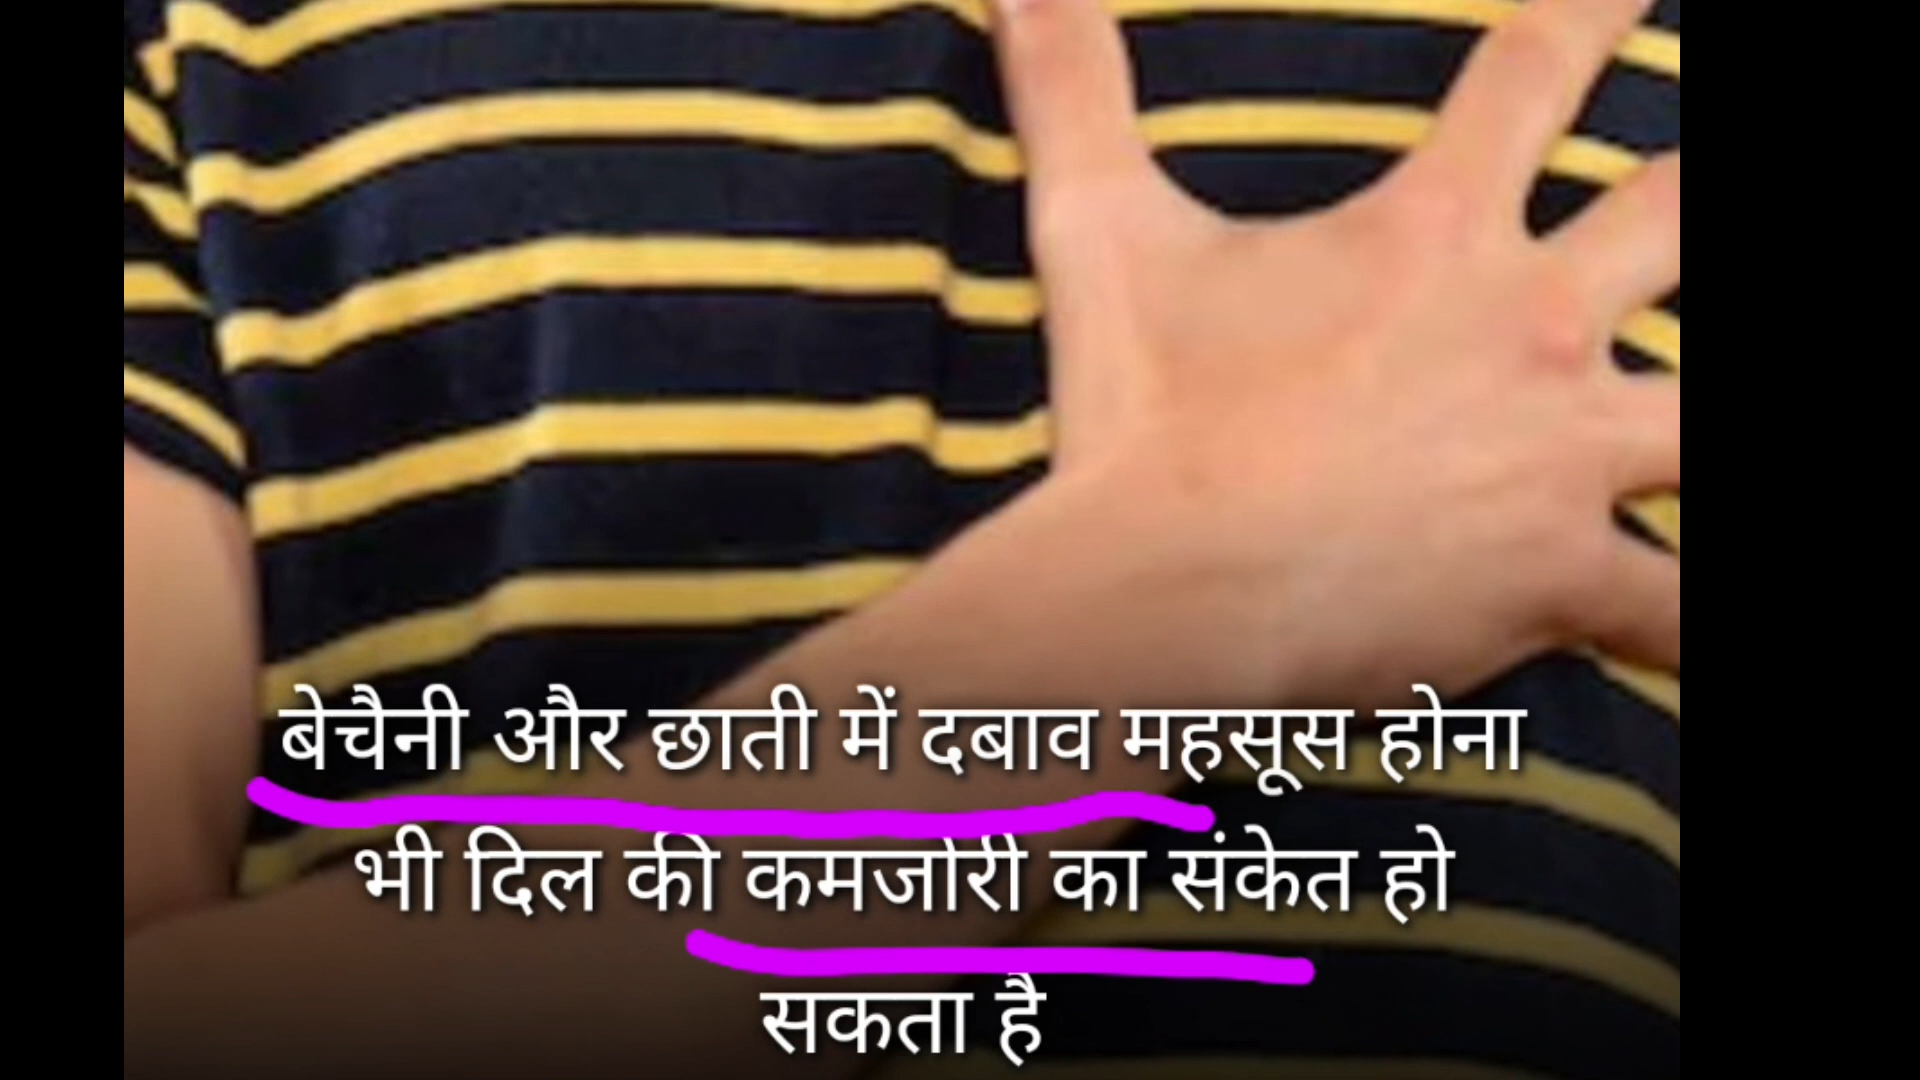 बेचैनी और छाती में दबाव महसूस होना
भी दिल की कमजोरी का संकेत हो
सकता है